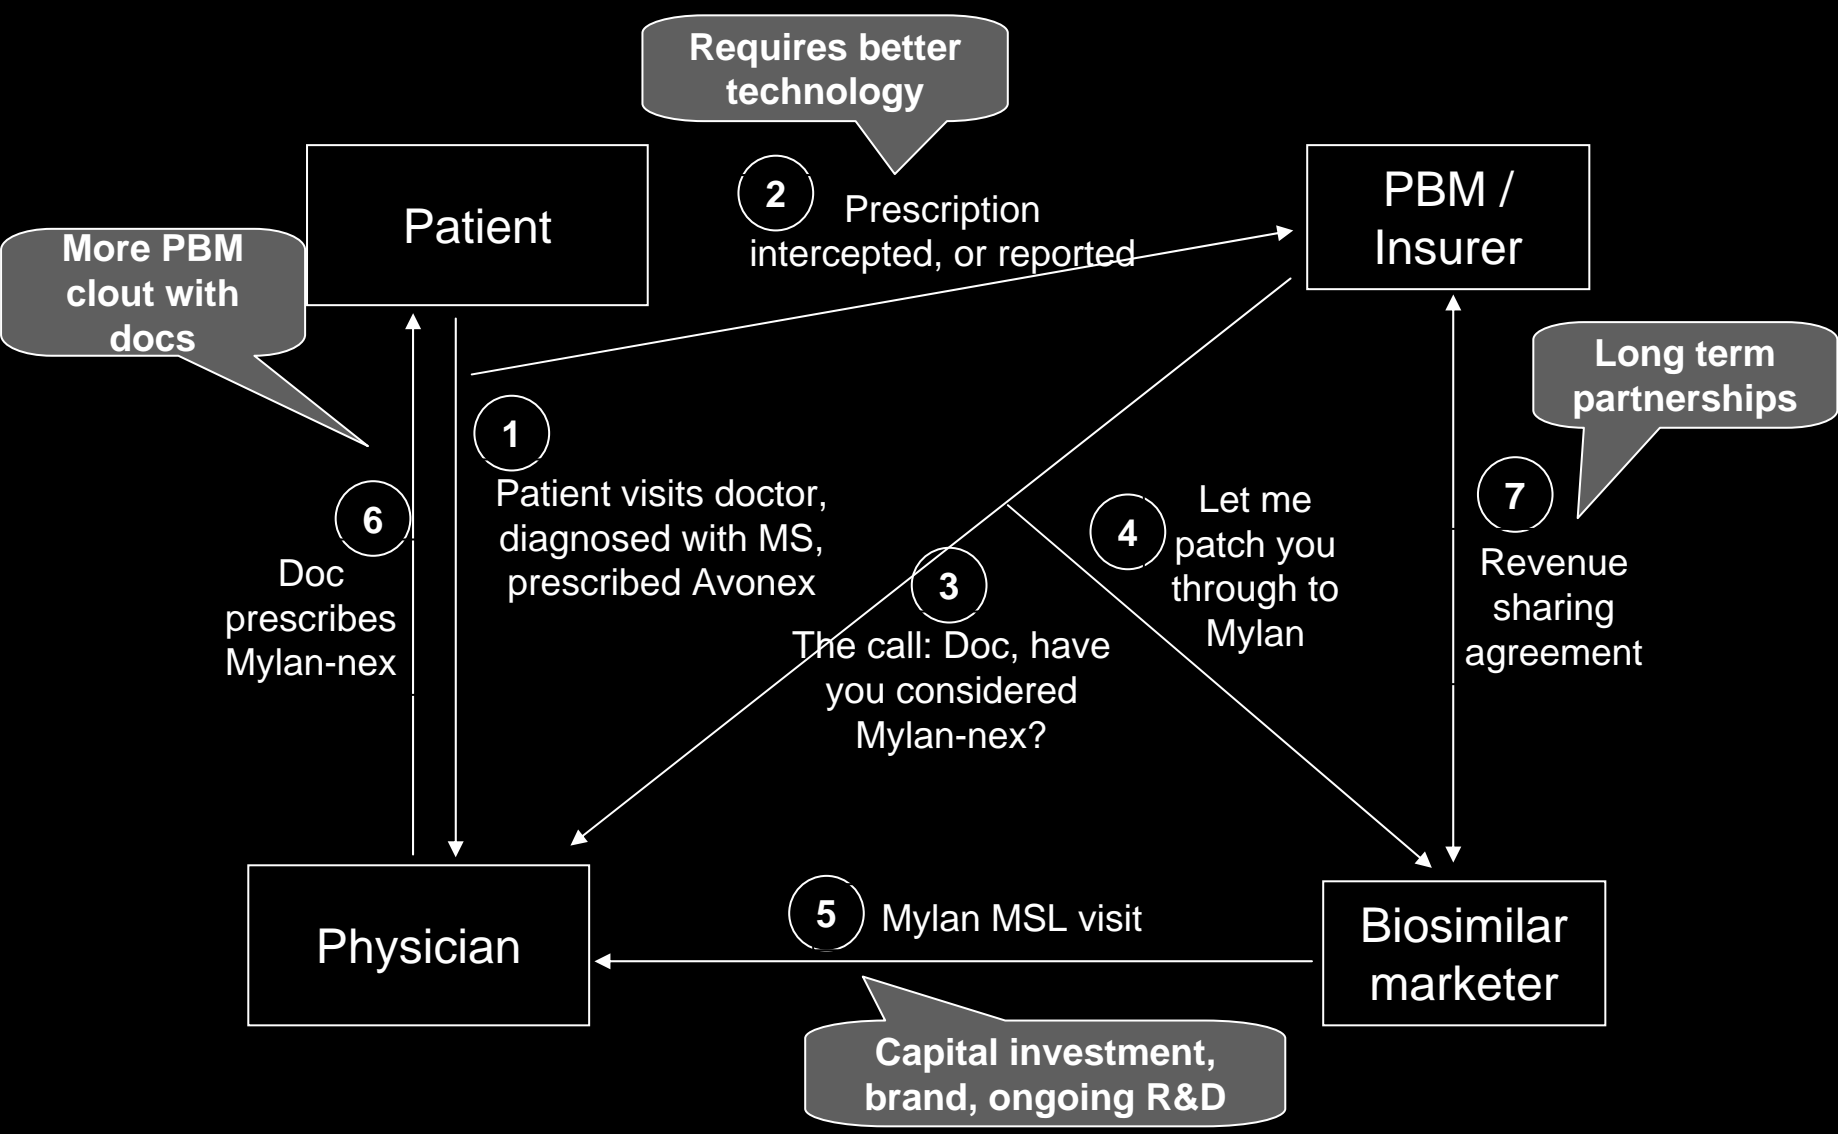 Requires better
technology
2
Prescription
intercepted, or reported
Patient
PBM /
Insurer
More PBM
clout with
docs
Long term
partnerships
1
Patient visits doctor,
diagnosed with MS,
prescribed Avonex
6
Doc
prescribes
Mylan-nex
3
The call: Doc, have
you considered
Mylan-nex?
4
Let me
patch you
through to
Mylan
7
Revenue
sharing
agreement
Physician
5
Mylan MSL visit
Biosimilar
marketer
Capital investment,
brand, ongoing R&D